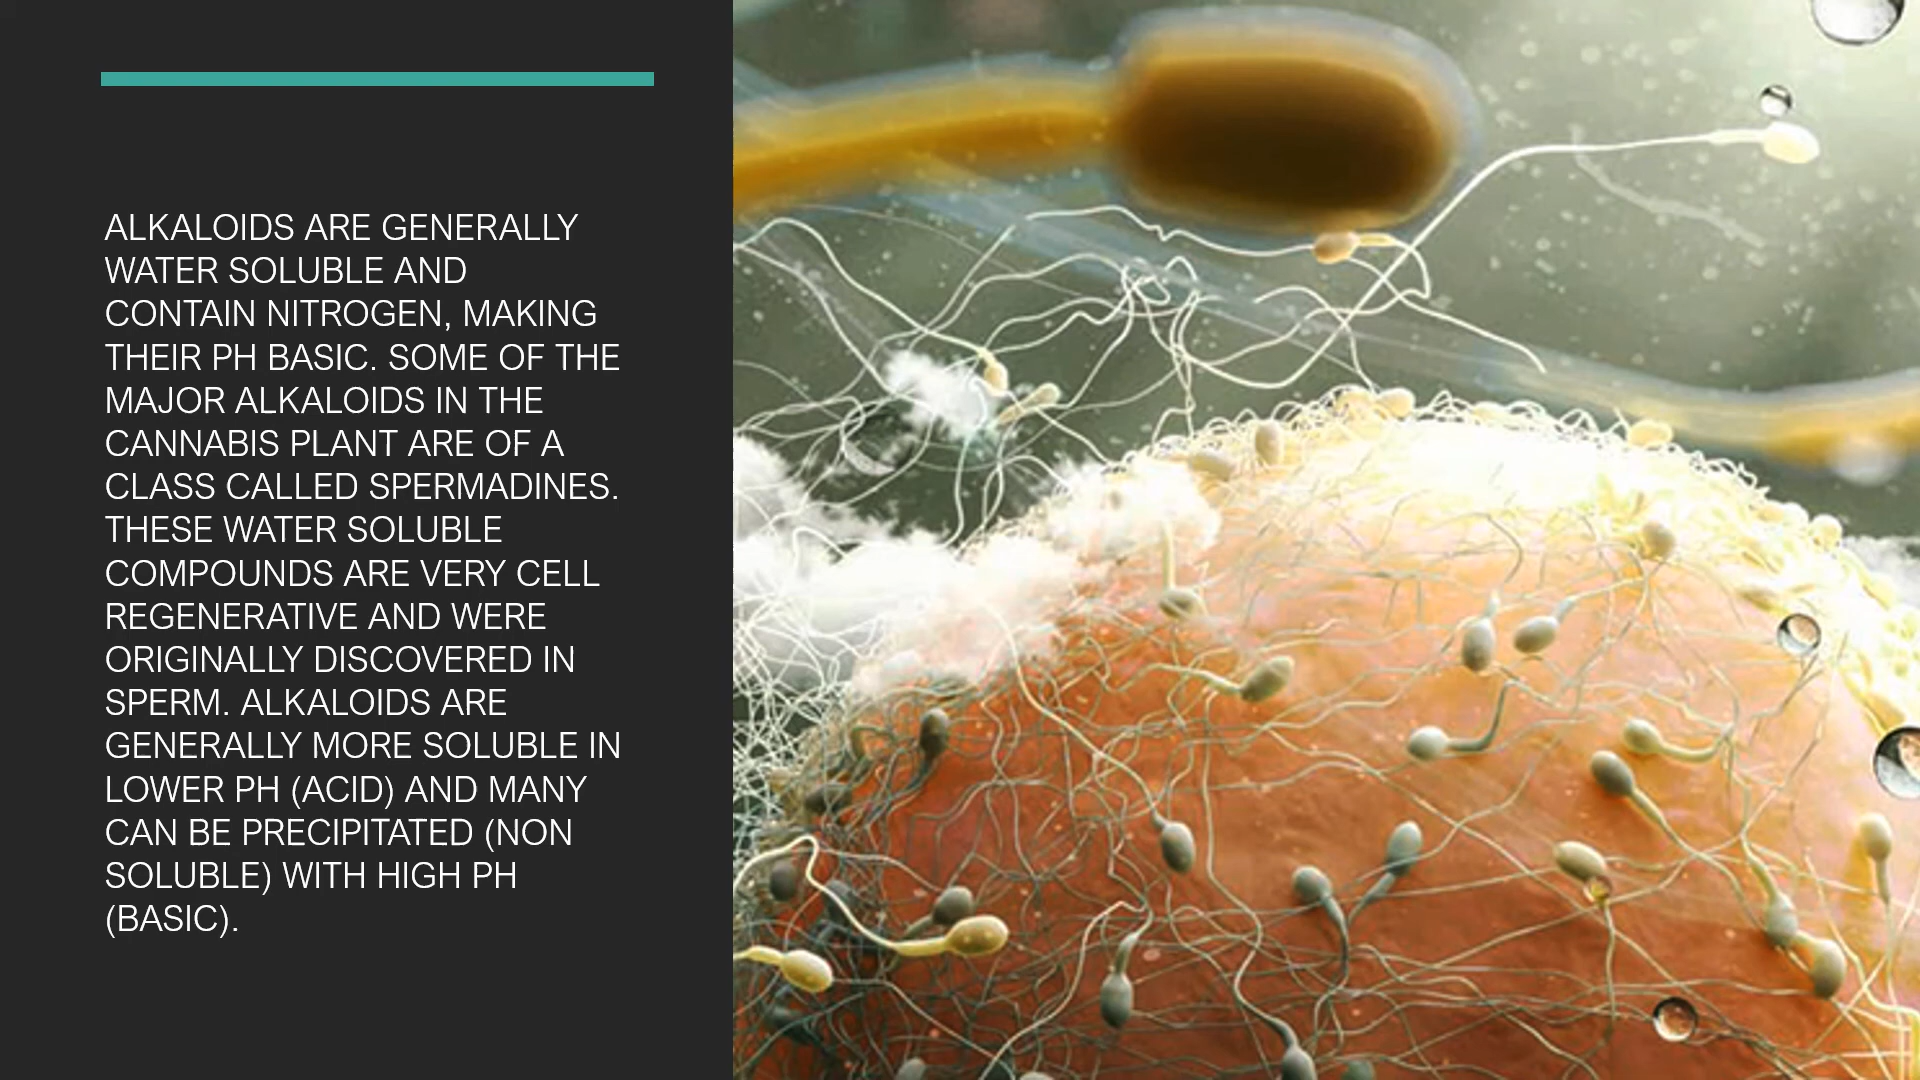 ALKALOIDS ARE GENERALLY
WATER SOLUBLE AND
CONTAIN NITROGEN, MAKING
THEIR PH BASIC. SOME OF THE
MAJOR ALKALOIDS IN THE
CANNABIS PLANT ARE OF A
CLASS CALLED SPERMADINES.
THESE WATER SOLUBLE
COMPOUNDS ARE VERY CELL
REGENERATIVE AND WERE
ORIGINALLY DISCOVERED IN
SPERM. ALKALOIDS ARE
GENERALLY MORE SOLUBLE IN
LOWER PH (ACID) AND MANY
CAN BE PRECIPITATED (NON
SOLUBLE) WITH HIGH PH
(BASIC).